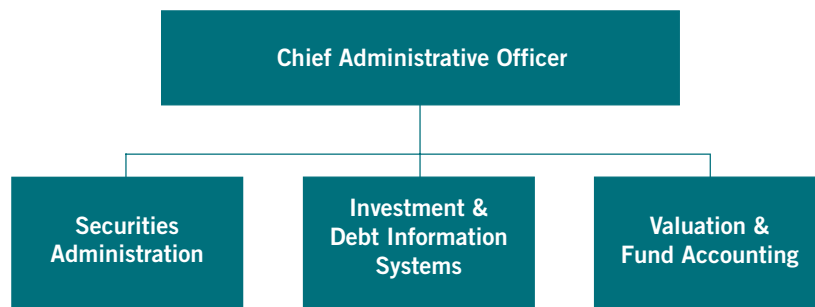 Chief Administrative Officer
Securities
Administration
Investment &
Debt Information
Systems
Valuation &
Fund Accounting